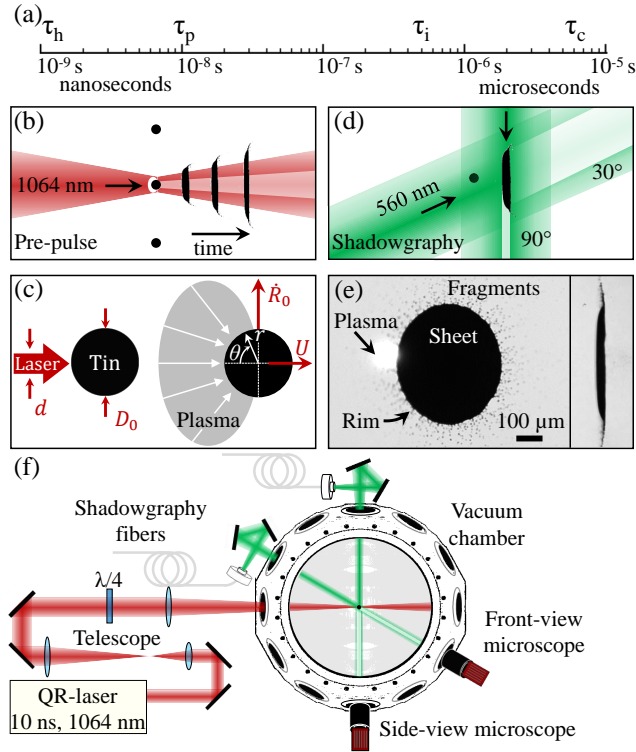 (a)
τh τp τi τc
10⁻⁹ s 10⁻⁸ s 10⁻⁷ s 10⁻⁶ s 10⁻⁵ s
nanoseconds microseconds
(b)
1064 nm
Pre-pulse
time
(d)
560 nm
30°
Shadowgraphy
90°
(c)
Laser
d
Tin
D₀
Ṙ₀
r
θ
U
Plasma
(e)
Fragments
Plasma
Sheet
Rim
100 µm
(f)
Shadowgraphy
fibers
Vacuum
chamber
λ/4
Telescope
Front-view
microscope
QR-laser
10 ns, 1064 nm
Side-view microscope